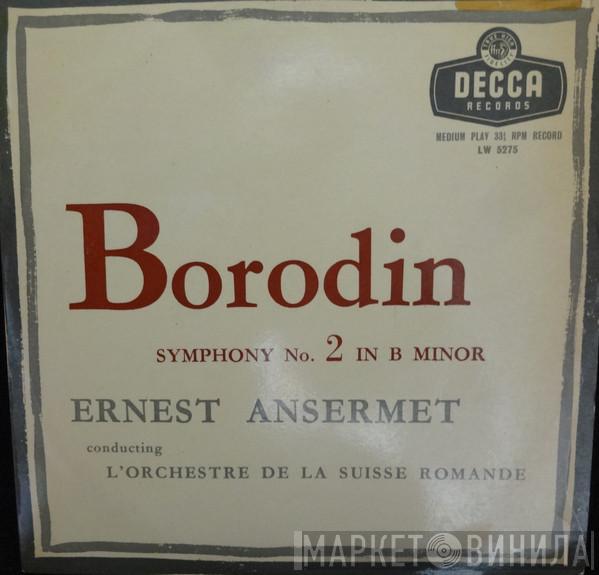 DECCA
RECORDS
MEDIUM PLAY 33⅓ RPM RECORD
LW 5275
Borodin
SYMPHONY No. 2 IN B MINOR
ERNEST ANSERMET
conducting
L'ORCHESTRE DE LA SUISSE ROMANDE
МАРКЕТ ВИНИЛА